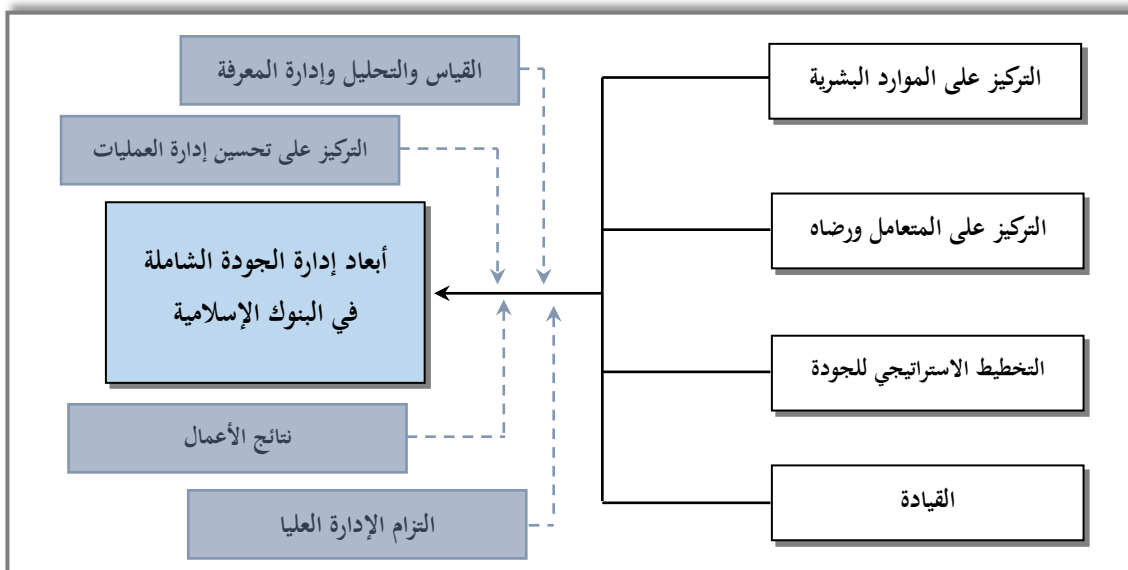 التركيز على الموارد البشرية
التركيز على المتعامل ورضاه
التخطيط الاستراتيجي للجودة
القيادة
القياس والتحليل وإدارة المعرفة
التركيز على تحسين إدارة العمليات
أبعاد إدارة الجودة الشاملة
في البنوك الإسلامية
نتائج الأعمال
التزام الإدارة العليا